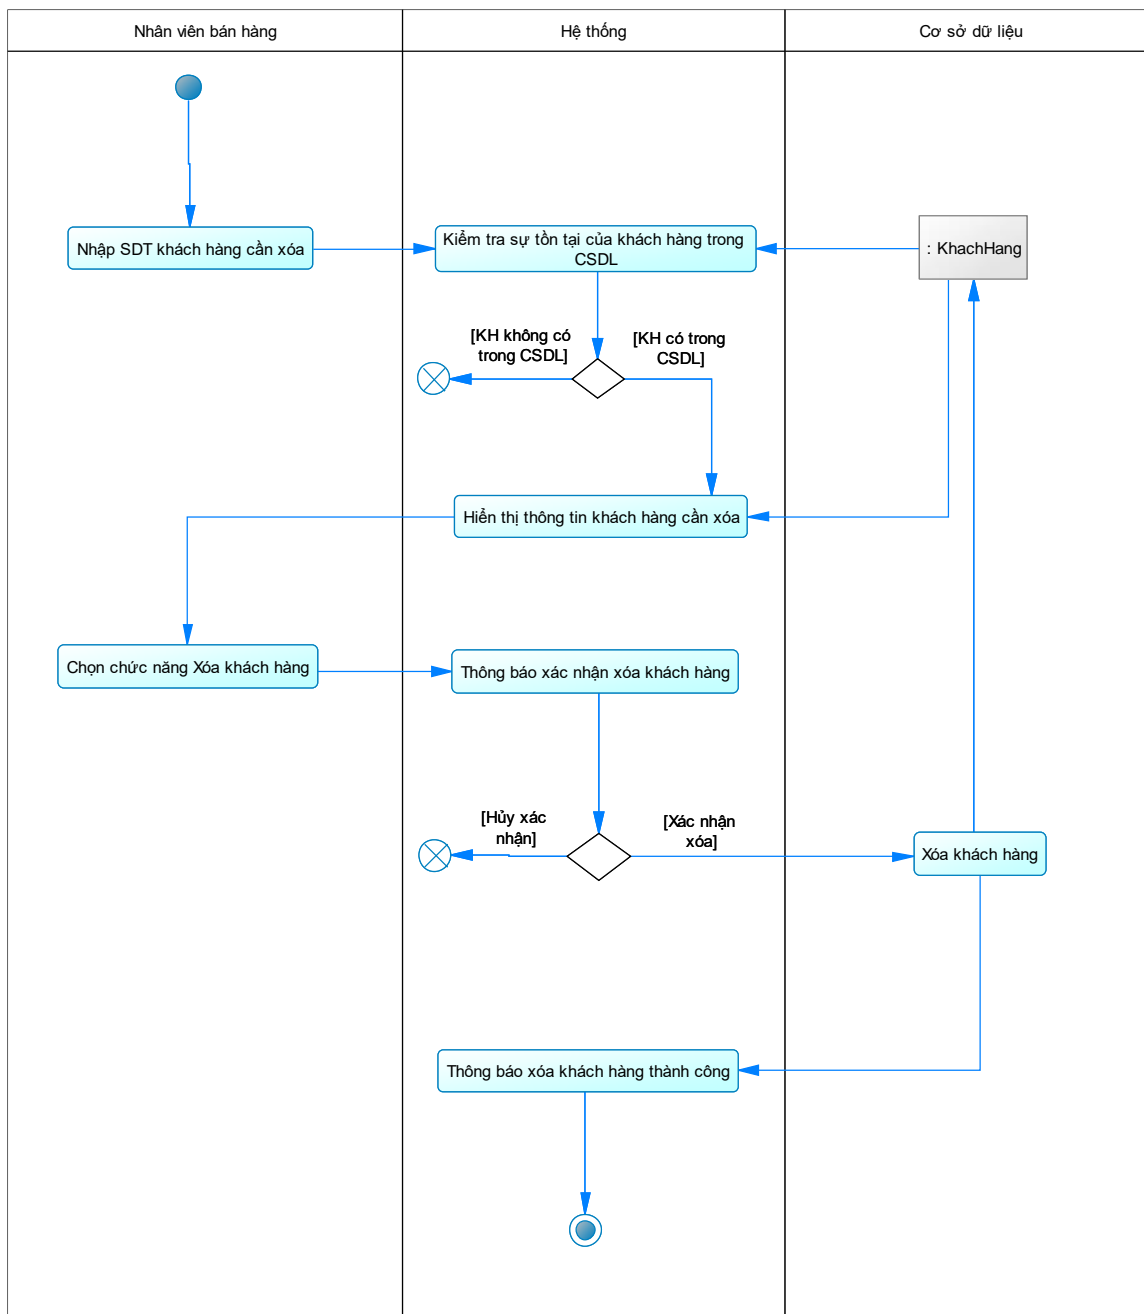 Nhân viên bán hàng
Hệ thống
Cơ sở dữ liệu
Nhập SDT khách hàng cần xóa
Kiểm tra sự tồn tại của khách hàng trong
CSDL
: KhachHang
[KH không có
trong CSDL]
[KH có trong
CSDL]
Hiển thị thông tin khách hàng cần xóa
Chọn chức năng Xóa khách hàng
Thông báo xác nhận xóa khách hàng
[Hủy xác
nhận]
[Xác nhận
xóa]
Xóa khách hàng
Thông báo xóa khách hàng thành công